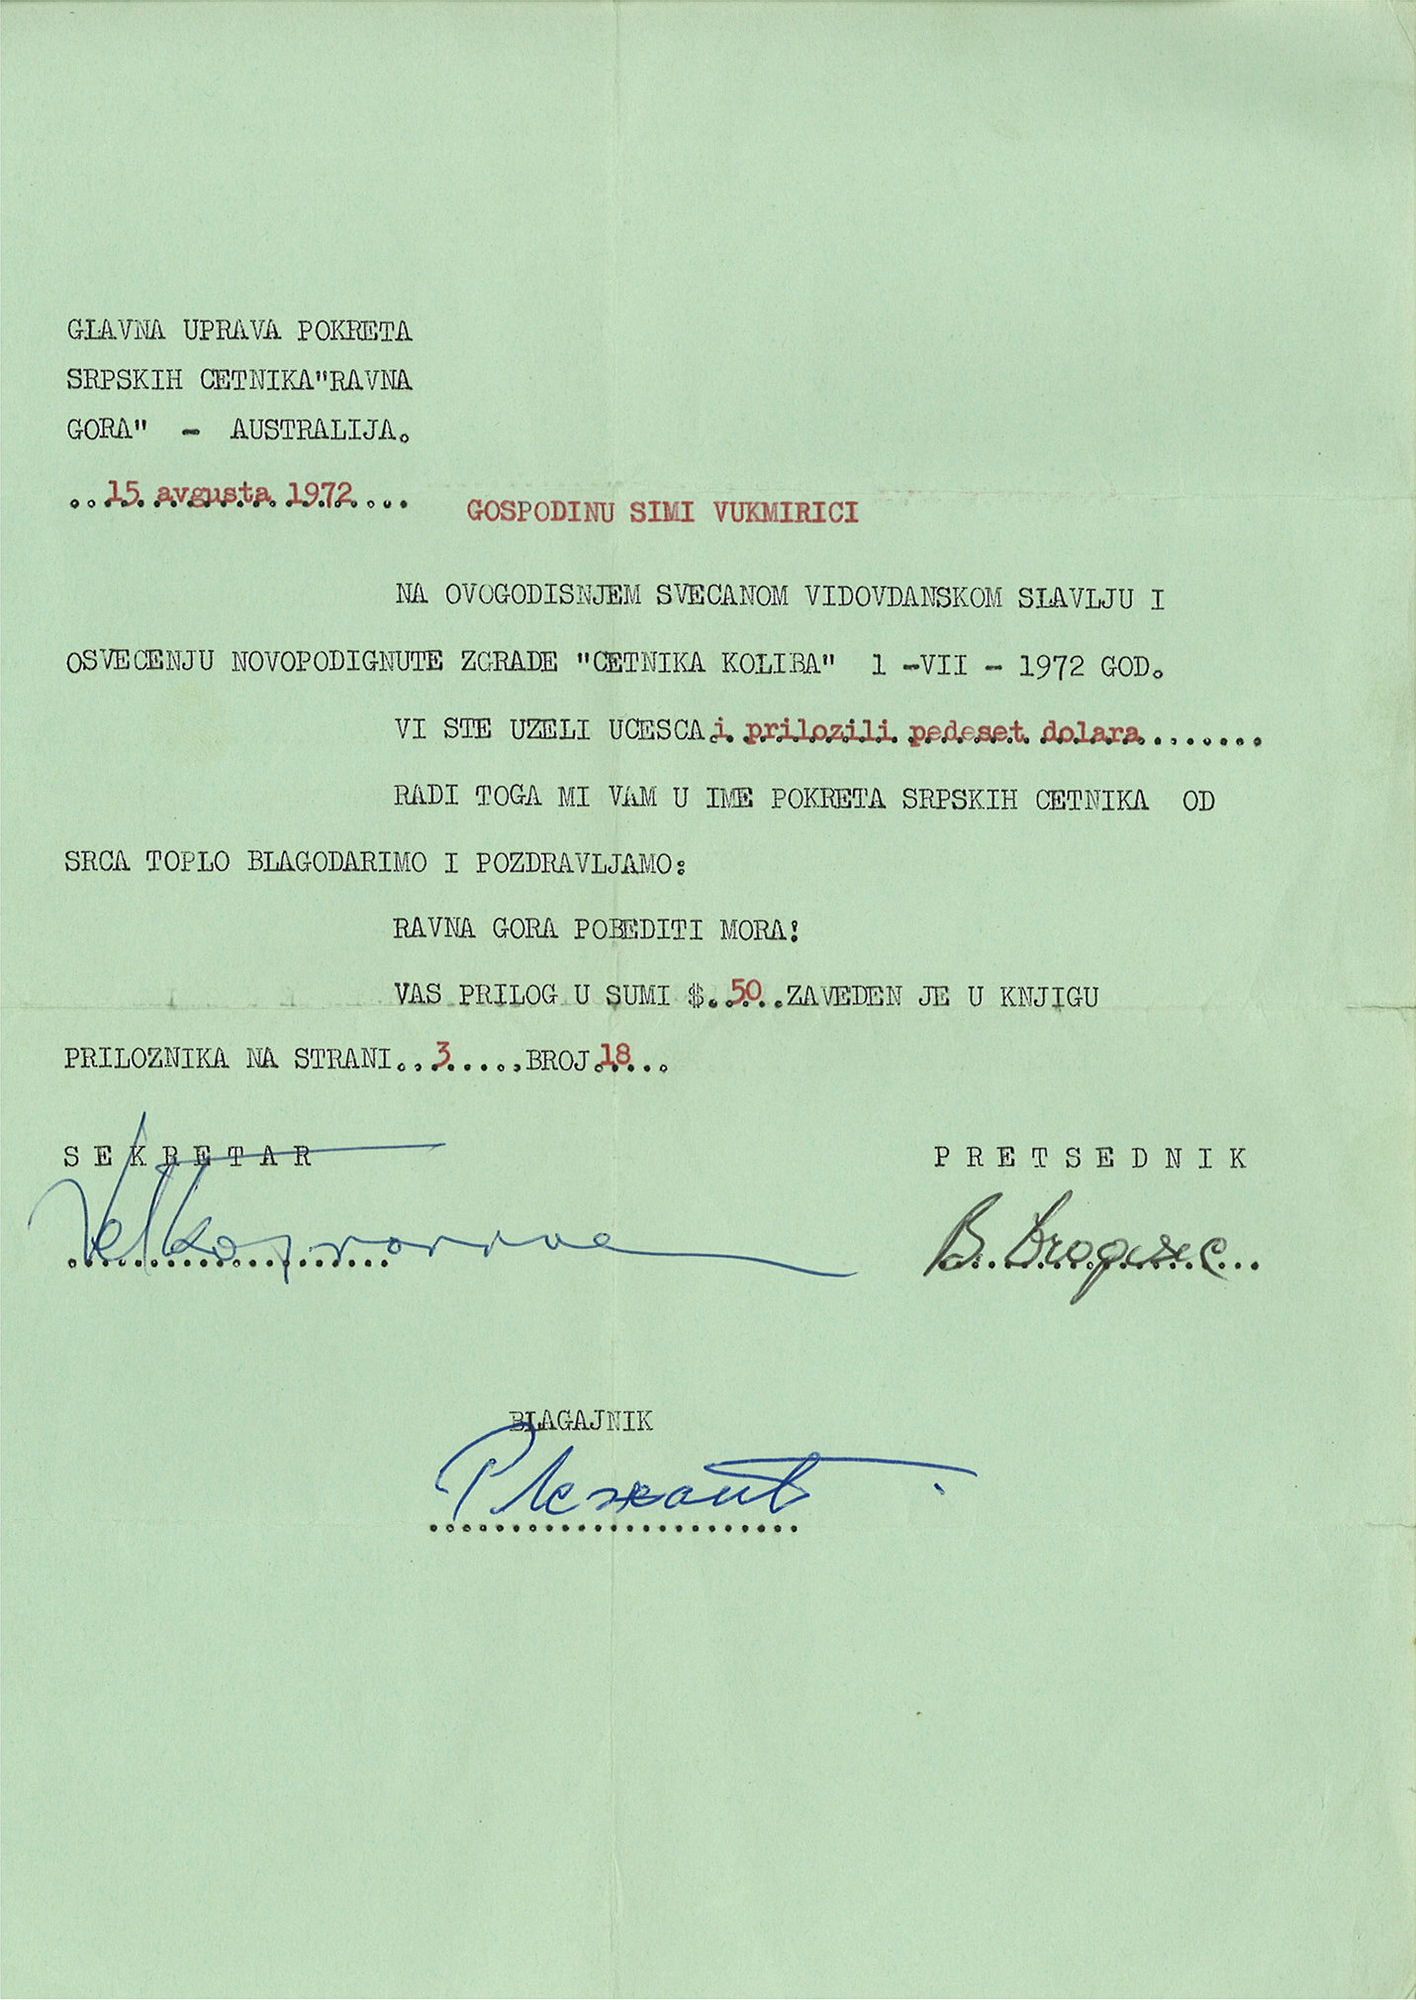 GLAVNA UPRAVA POKRETA
SRPSKIH CETNIKA"RAVNA
GORA" - AUSTRALIJA.
..15 avgusta 1972....
GOSPODINU SIMI VUKMIRICI
NA OVOGODISNJEM SVECANOM VIDOVDANSKOM SLAVLJU I
OSVECENJU NOVOPODIGNUTE ZGRADE "CETNIKA KOLIBA" 1 -VII - 1972 GOD.
VI STE UZELI UCESCA i prilozili pedeset dolara........
RADI TOGA MI VAM U IME POKRETA SRPSKIH CETNIKA OD
SRCA TOPLO BLAGODARIMO I POZDRAVLJAMO:
RAVNA GORA POBEDITI MORA!
VAS PRILOG U SUMI $..50..ZAVEDEN JE U KNJIGU
PRILOZNIKA NA STRANI..3.....BROJ.18...
SEKRETAR PRETSEDNIK
BLAGAJNIK